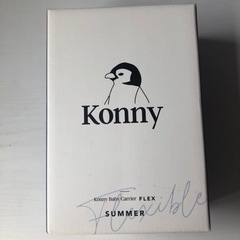 Konny
Konny Baby Carrier FLEX
SUMMER
Flexible